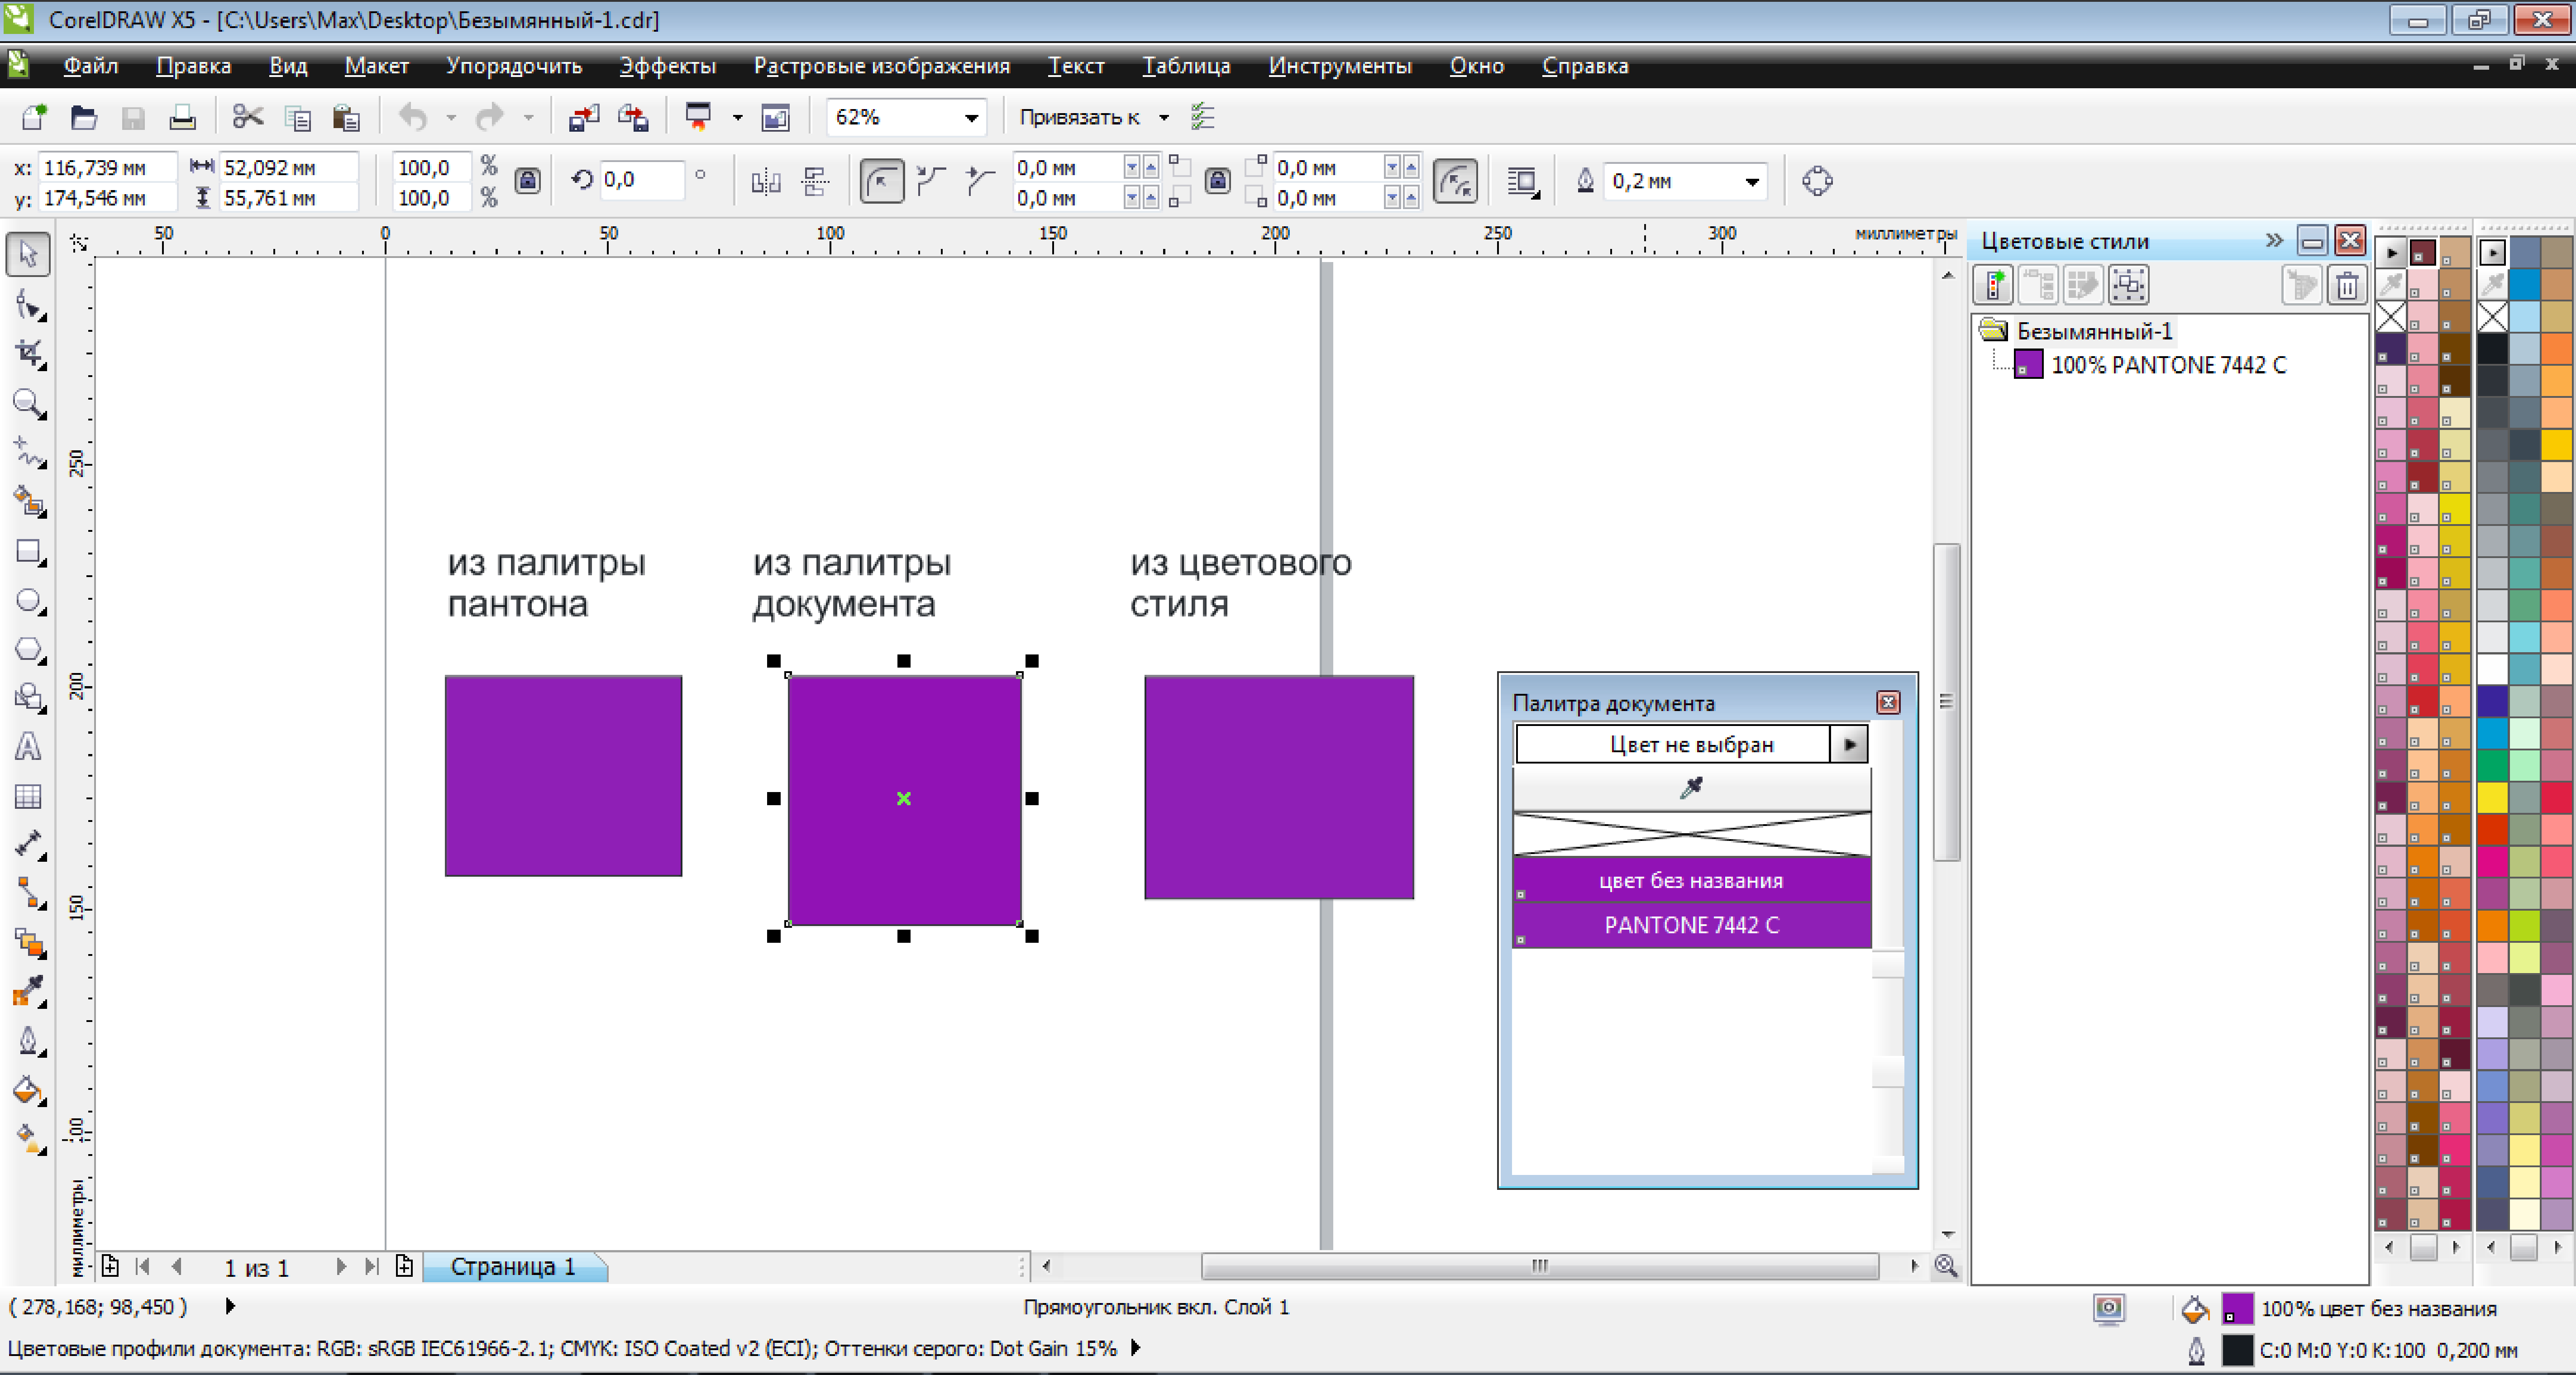 CorelDRAW X5 - [C:\Users\Max\Desktop\Безымянный-1.cdr]
Файл Правка Вид Макет Упорядочить Эффекты Растровые изображения Текст Таблица Инструменты Окно Справка
62% Привязать к
x: 116,739 мм 52,092 мм 100,0 % 0,0 ° 0,0 мм 0,0 мм 0,2 мм
y: 174,546 мм 55,761 мм 100,0 % 0,0 мм 0,0 мм
50 0 50 100 150 200 250 300 миллиметры
Цветовые стили
Безымянный-1
100% PANTONE 7442 C
250
200
150
100
миллиметры
из палитры
пантона
из палитры
документа
из цветового
стиля
Палитра документа
Цвет не выбран
цвет без названия
PANTONE 7442 C
1 из 1 Страница 1
( 278,168; 98,450 ) Прямоугольник вкл. Слой 1 100% цвет без названия
Цветовые профили документа: RGB: sRGB IEC61966-2.1; CMYK: ISO Coated v2 (ECI); Оттенки серого: Dot Gain 15% C:0 M:0 Y:0 K:100 0,200 мм